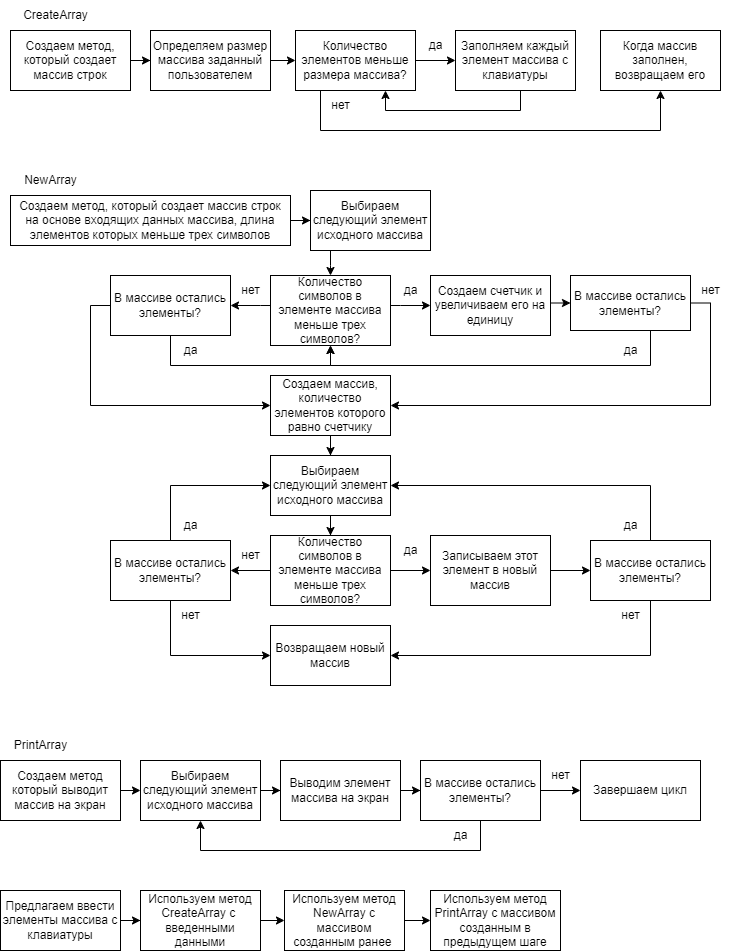 CreateArray
Создаем метод,
который создает
массив строк
Определяем размер
массива заданный
пользователем
Количество
элементов меньше
размера массива?
да
Заполняем каждый
элемент массива с
клавиатуры
Когда массив
заполнен,
возвращаем его
нет
NewArray
Создаем метод, который создает массив строк
на основе входящих данных массива, длина
элементов которых меньше трех символов
Выбираем
следующий элемент
исходного массива
В массиве остались
элементы?
нет
Количество
символов в
элементе массива
меньше трех
символов?
да
Создаем счетчик и
увеличиваем его на
единицу
В массиве остались
элементы?
нет
да
да
Создаем массив,
количество
элементов которого
равно счетчику
Выбираем
следующий элемент
исходного массива
да
да
В массиве остались
элементы?
нет
Количество
символов в
элементе массива
меньше трех
символов?
да
Записываем этот
элемент в новый
массив
В массиве остались
элементы?
нет
нет
Возвращаем новый
массив
PrintArray
Создаем метод
который выводит
массив на экран
Выбираем
следующий элемент
исходного массива
Выводим элемент
массива на экран
В массиве остались
элементы?
нет
Завершаем цикл
да
Предлагаем ввести
элементы массива с
клавиатуры
Используем метод
CreateArray с
введенными
данными
Используем метод
NewArray с
массивом
созданным ранее
Используем метод
PrintArray с массивом
созданным в
предыдущем шаге